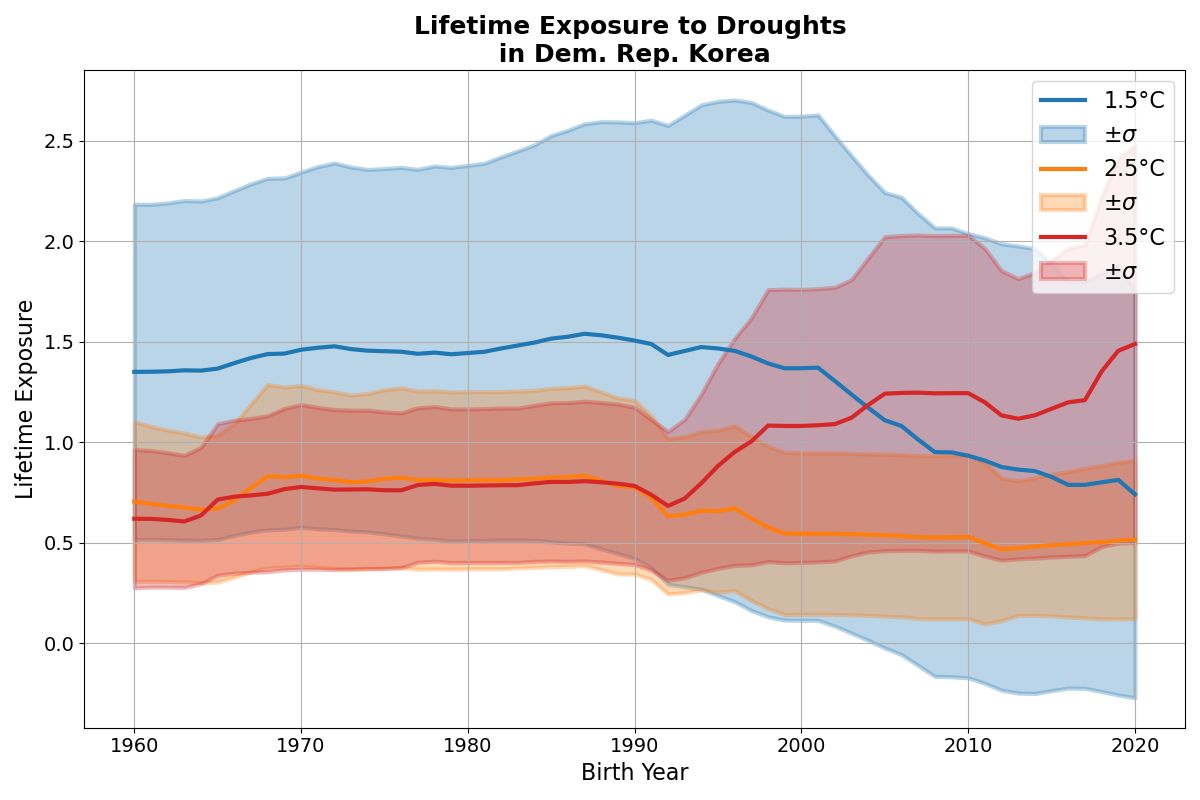 Lifetime Exposure to Droughts
in Dem. Rep. Korea
Lifetime Exposure
2.5
2.0
1.5
1.0
0.5
0.0
1960
1970
1980
1990
2000
2010
2020
Birth Year
1.5°C
±σ
2.5°C
±σ
3.5°C
±σ